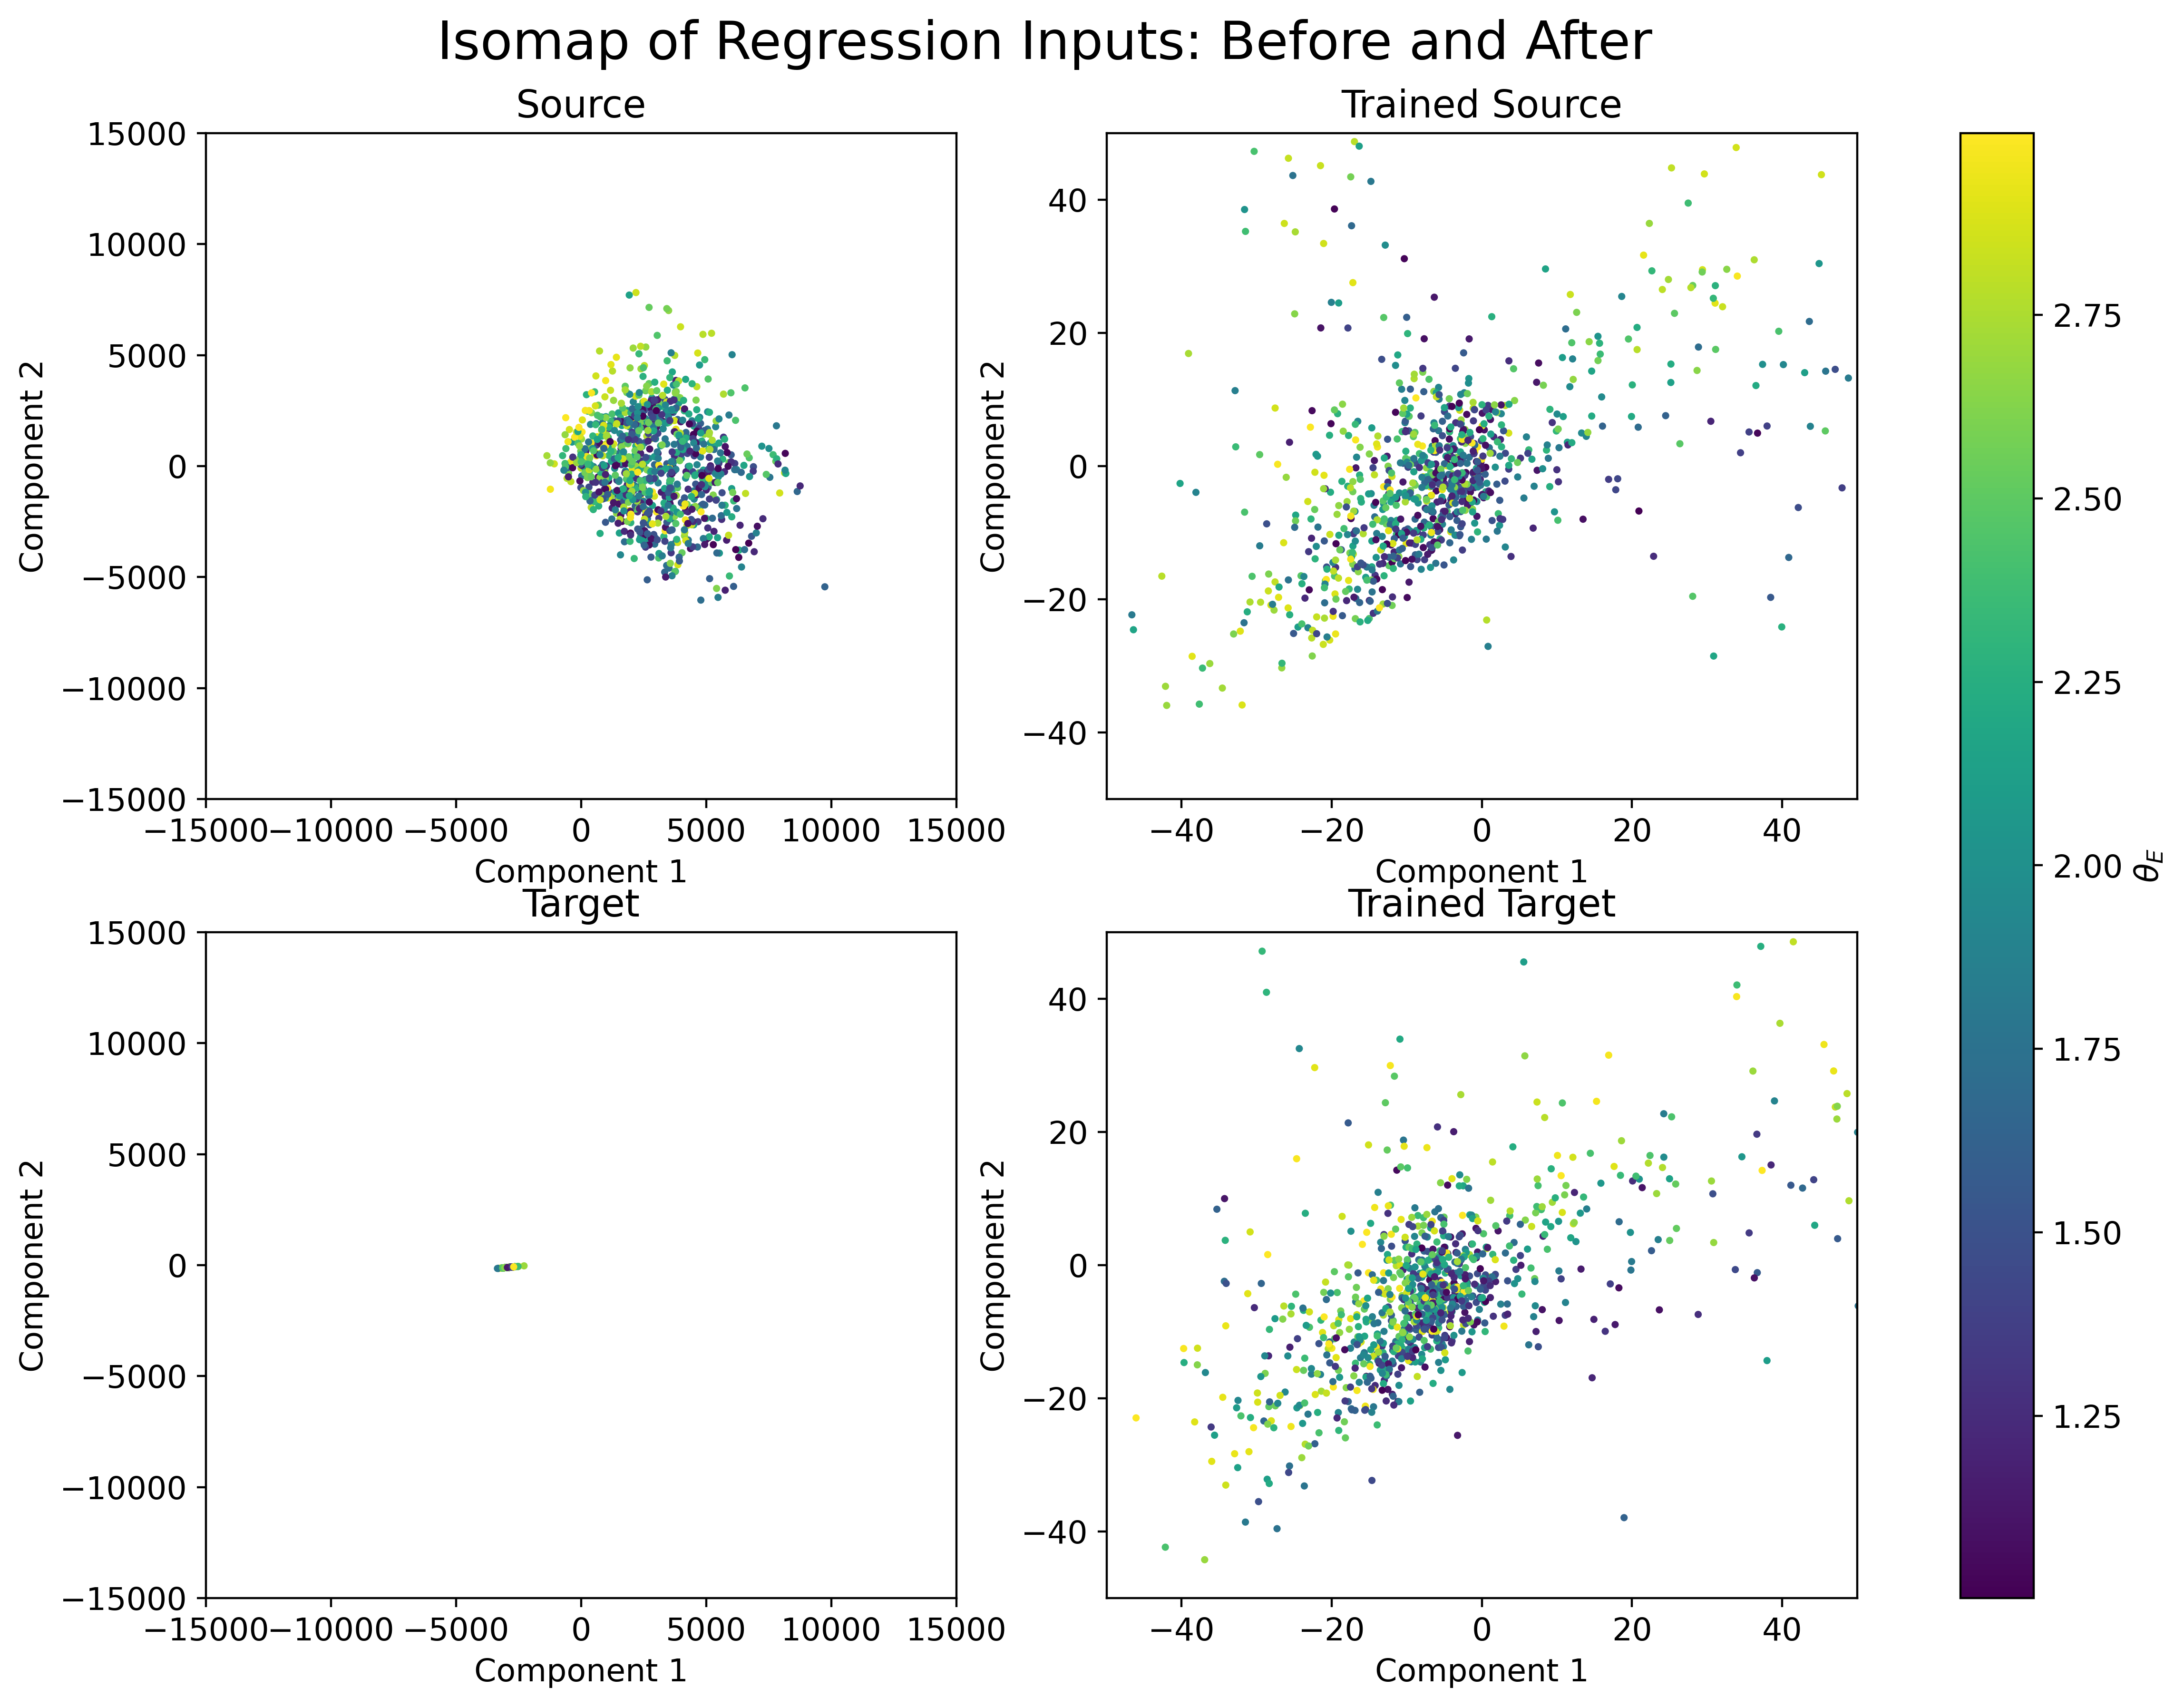 Isomap of Regression Inputs: Before and After
Source
15000
10000
5000
0
−5000
−10000
−15000
Component 2
−15000 −10000 −5000 0 5000 10000 15000
Component 1
Trained Source
40
20
0
−20
−40
Component 2
−40 −20 0 20 40
Component 1
Target
15000
10000
5000
0
−5000
−10000
−15000
Component 2
−15000 −10000 −5000 0 5000 10000 15000
Component 1
Trained Target
40
20
0
−20
−40
Component 2
−40 −20 0 20 40
Component 1
2.75
2.50
2.25
2.00
1.75
1.50
1.25
θE